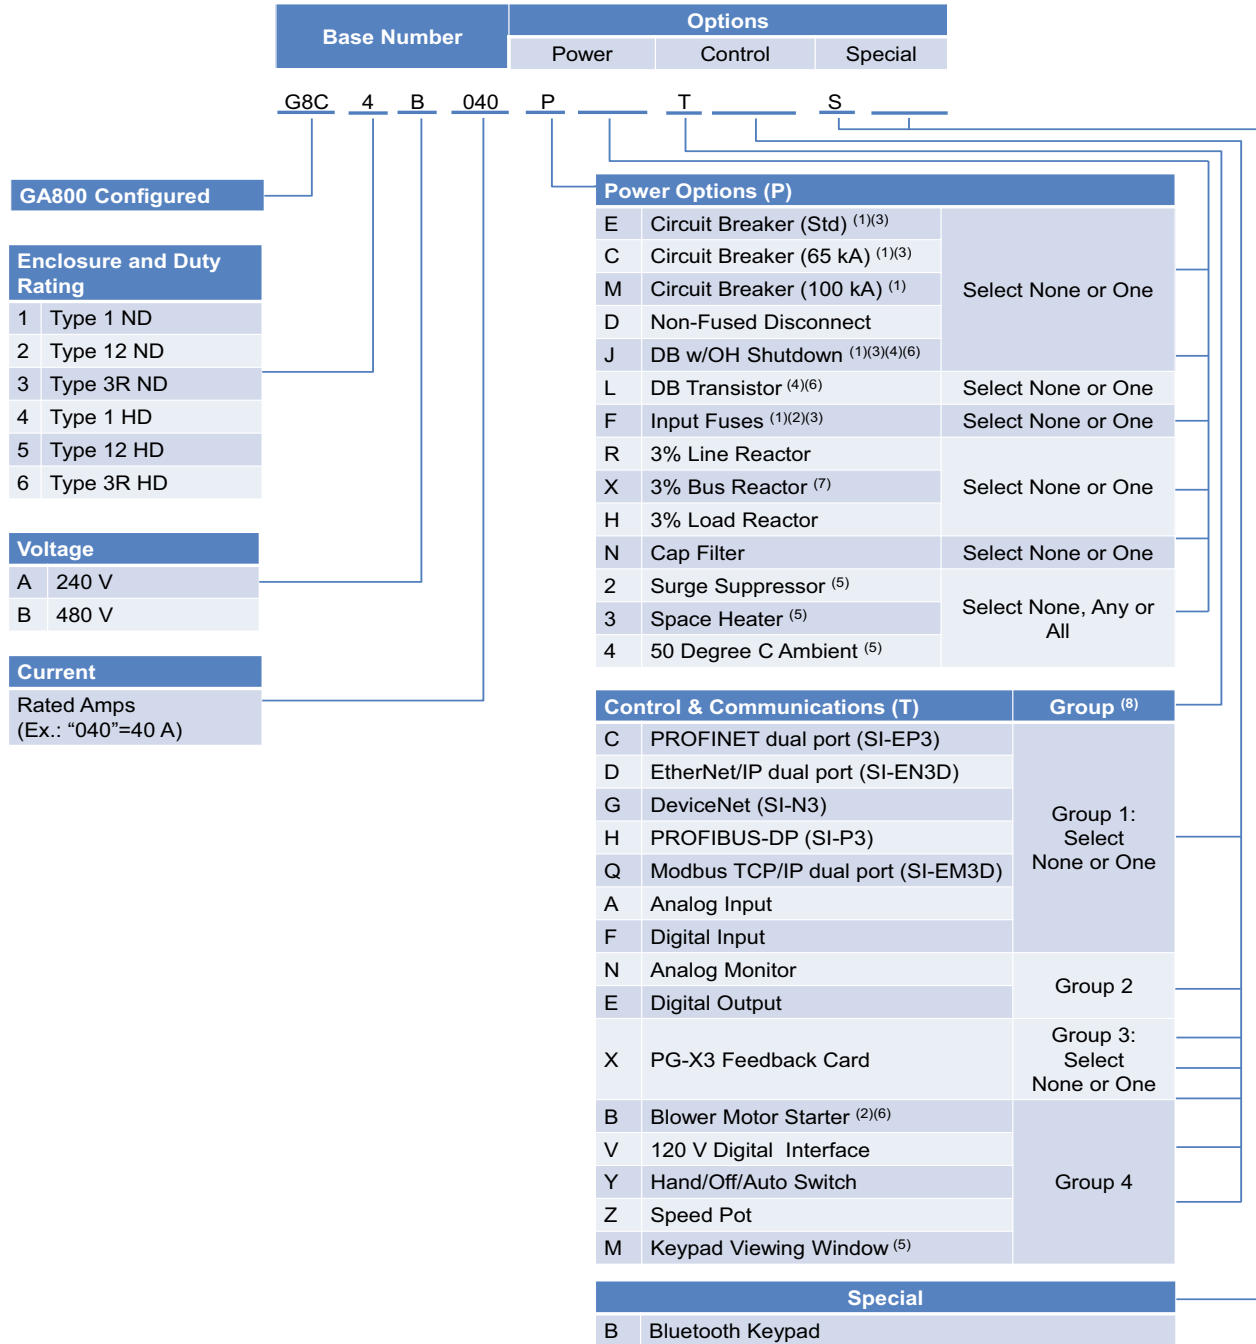 Base Number
Options
Power Control Special
G8C 4 B 040 P T S
GA800 Configured
Enclosure and Duty
Rating
1 Type 1 ND
2 Type 12 ND
3 Type 3R ND
4 Type 1 HD
5 Type 12 HD
6 Type 3R HD
Voltage
A 240 V
B 480 V
Current
Rated Amps
(Ex.: “040”=40 A)
Power Options (P)
E Circuit Breaker (Std) (1)(3)
C Circuit Breaker (65 kA) (1)(3)
M Circuit Breaker (100 kA) (1)
D Non-Fused Disconnect
J DB w/OH Shutdown (1)(3)(4)(6)
Select None or One
L DB Transistor (4)(6) Select None or One
F Input Fuses (1)(2)(3) Select None or One
R 3% Line Reactor
X 3% Bus Reactor (7)
H 3% Load Reactor
Select None or One
N Cap Filter Select None or One
2 Surge Suppressor (5)
3 Space Heater (5)
4 50 Degree C Ambient (5)
Select None, Any or
All
Control & Communications (T) Group (8)
C PROFINET dual port (SI-EP3)
D EtherNet/IP dual port (SI-EN3D)
G DeviceNet (SI-N3)
H PROFIBUS-DP (SI-P3)
Q Modbus TCP/IP dual port (SI-EM3D)
A Analog Input
F Digital Input
Group 1:
Select
None or One
N Analog Monitor
E Digital Output
Group 2
X PG-X3 Feedback Card
Group 3:
Select
None or One
B Blower Motor Starter (2)(6)
V 120 V Digital Interface
Y Hand/Off/Auto Switch
Z Speed Pot
M Keypad Viewing Window (5)
Group 4
Special
B Bluetooth Keypad